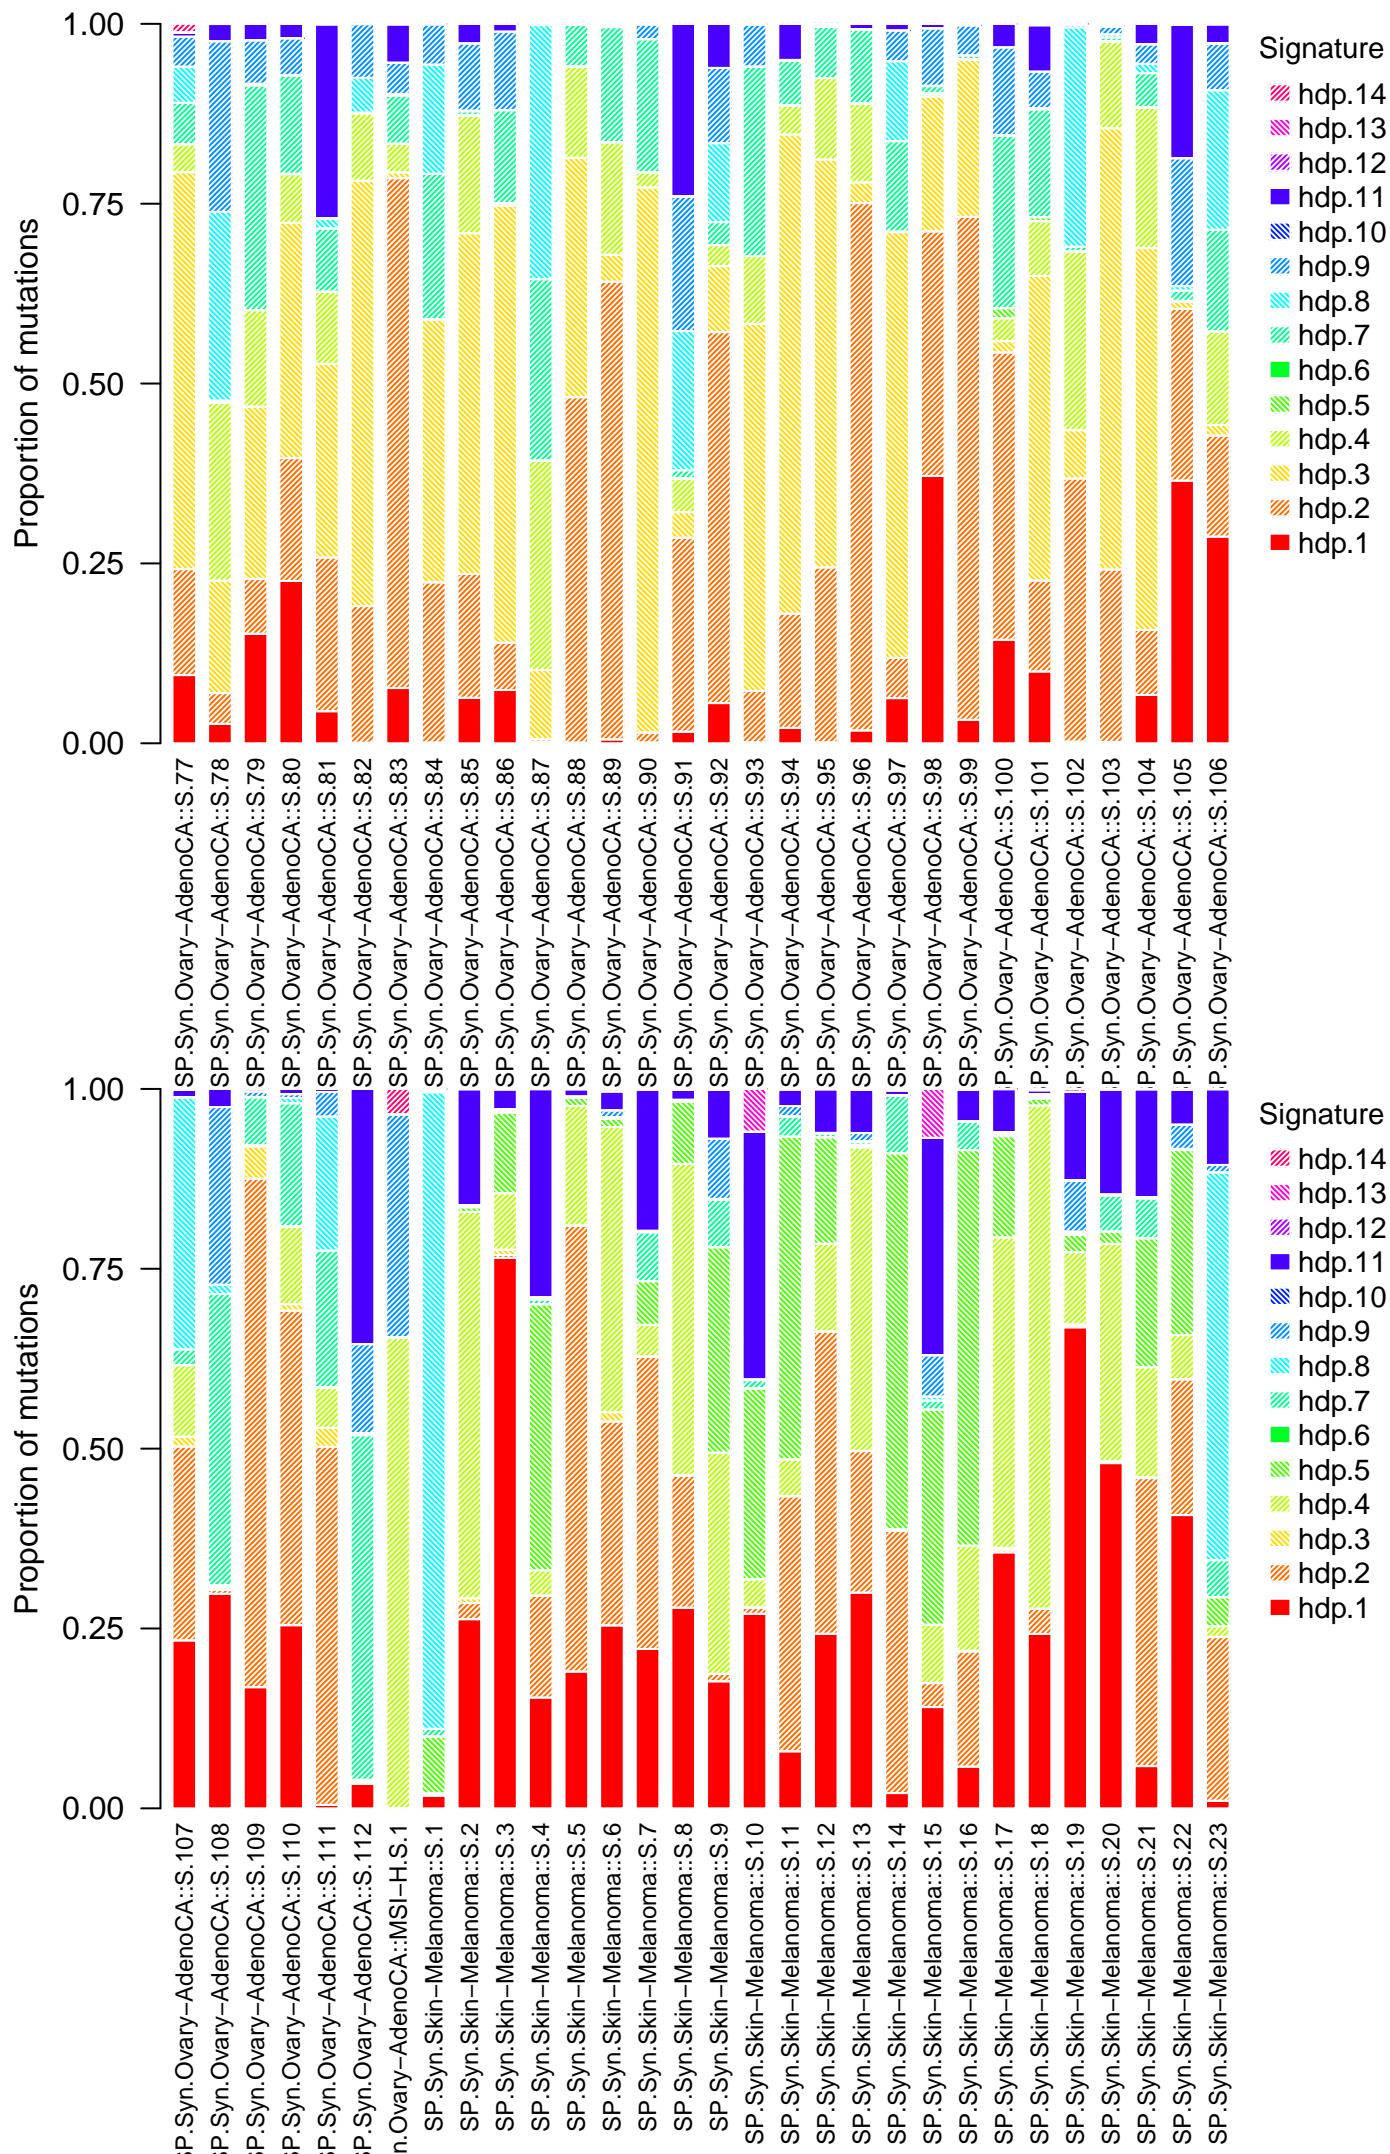 Proportion of mutations
1.00
0.75
0.50
0.25
0.00
SP.Syn.Ovary−AdenoCA::S.77
SP.Syn.Ovary−AdenoCA::S.78
SP.Syn.Ovary−AdenoCA::S.79
SP.Syn.Ovary−AdenoCA::S.80
SP.Syn.Ovary−AdenoCA::S.81
SP.Syn.Ovary−AdenoCA::S.82
SP.Syn.Ovary−AdenoCA::S.83
SP.Syn.Ovary−AdenoCA::S.84
SP.Syn.Ovary−AdenoCA::S.85
SP.Syn.Ovary−AdenoCA::S.86
SP.Syn.Ovary−AdenoCA::S.87
SP.Syn.Ovary−AdenoCA::S.88
SP.Syn.Ovary−AdenoCA::S.89
SP.Syn.Ovary−AdenoCA::S.90
SP.Syn.Ovary−AdenoCA::S.91
SP.Syn.Ovary−AdenoCA::S.92
SP.Syn.Ovary−AdenoCA::S.93
SP.Syn.Ovary−AdenoCA::S.94
SP.Syn.Ovary−AdenoCA::S.95
SP.Syn.Ovary−AdenoCA::S.96
SP.Syn.Ovary−AdenoCA::S.97
SP.Syn.Ovary−AdenoCA::S.98
SP.Syn.Ovary−AdenoCA::S.99
SP.Syn.Ovary−AdenoCA::S.100
SP.Syn.Ovary−AdenoCA::S.101
SP.Syn.Ovary−AdenoCA::S.102
SP.Syn.Ovary−AdenoCA::S.103
SP.Syn.Ovary−AdenoCA::S.104
SP.Syn.Ovary−AdenoCA::S.105
SP.Syn.Ovary−AdenoCA::S.106
Signature
hdp.14
hdp.13
hdp.12
hdp.11
hdp.10
hdp.9
hdp.8
hdp.7
hdp.6
hdp.5
hdp.4
hdp.3
hdp.2
hdp.1
Proportion of mutations
1.00
0.75
0.50
0.25
0.00
SP.Syn.Ovary−AdenoCA::S.107
SP.Syn.Ovary−AdenoCA::S.108
SP.Syn.Ovary−AdenoCA::S.109
SP.Syn.Ovary−AdenoCA::S.110
SP.Syn.Ovary−AdenoCA::S.111
SP.Syn.Ovary−AdenoCA::S.112
n.Ovary−AdenoCA::MSI−H.S.1
SP.Syn.Skin−Melanoma::S.1
SP.Syn.Skin−Melanoma::S.2
SP.Syn.Skin−Melanoma::S.3
SP.Syn.Skin−Melanoma::S.4
SP.Syn.Skin−Melanoma::S.5
SP.Syn.Skin−Melanoma::S.6
SP.Syn.Skin−Melanoma::S.7
SP.Syn.Skin−Melanoma::S.8
SP.Syn.Skin−Melanoma::S.9
SP.Syn.Skin−Melanoma::S.10
SP.Syn.Skin−Melanoma::S.11
SP.Syn.Skin−Melanoma::S.12
SP.Syn.Skin−Melanoma::S.13
SP.Syn.Skin−Melanoma::S.14
SP.Syn.Skin−Melanoma::S.15
SP.Syn.Skin−Melanoma::S.16
SP.Syn.Skin−Melanoma::S.17
SP.Syn.Skin−Melanoma::S.18
SP.Syn.Skin−Melanoma::S.19
SP.Syn.Skin−Melanoma::S.20
SP.Syn.Skin−Melanoma::S.21
SP.Syn.Skin−Melanoma::S.22
SP.Syn.Skin−Melanoma::S.23
Signature
hdp.14
hdp.13
hdp.12
hdp.11
hdp.10
hdp.9
hdp.8
hdp.7
hdp.6
hdp.5
hdp.4
hdp.3
hdp.2
hdp.1